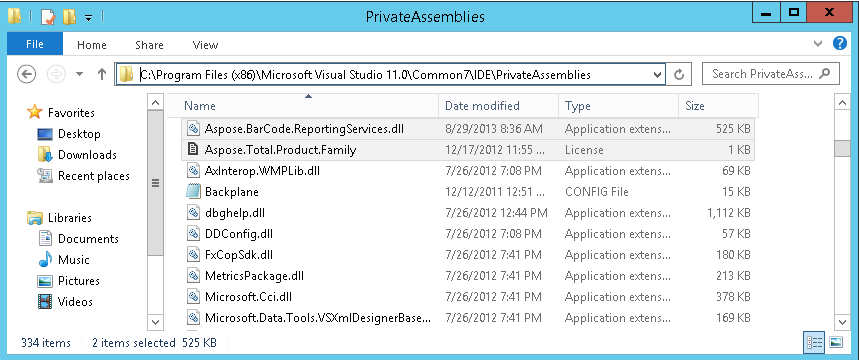 PrivateAssemblies
File Home Share View
C:\Program Files (x86)\Microsoft Visual Studio 11.0\Common7\IDE\PrivateAssemblies Search PrivateAss...
Favorites
Desktop
Downloads
Recent places
Libraries
Documents
Music
Pictures
Videos
Name Date modified Type Size
Aspose.BarCode.ReportingServices.dll 8/29/2013 8:36 AM Application extens... 525 KB
Aspose.Total.Product.Family 12/17/2012 11:55 ... License 1 KB
AxInterop.WMPLib.dll 7/26/2012 7:08 PM Application extens... 69 KB
Backplane 12/12/2011 12:51 ... CONFIG File 15 KB
dbghelp.dll 7/26/2012 12:44 PM Application extens... 1,112 KB
DDConfig.dll 7/26/2012 7:08 PM Application extens... 57 KB
FxCopSdk.dll 7/26/2012 7:41 PM Application extens... 180 KB
MetricsPackage.dll 7/26/2012 7:41 PM Application extens... 213 KB
Microsoft.Cci.dll 7/26/2012 7:41 PM Application extens... 378 KB
Microsoft.Data.Tools.VSXmlDesignerBase... 7/26/2012 7:41 PM Application extens... 169 KB
334 items 2 items selected 525 KB